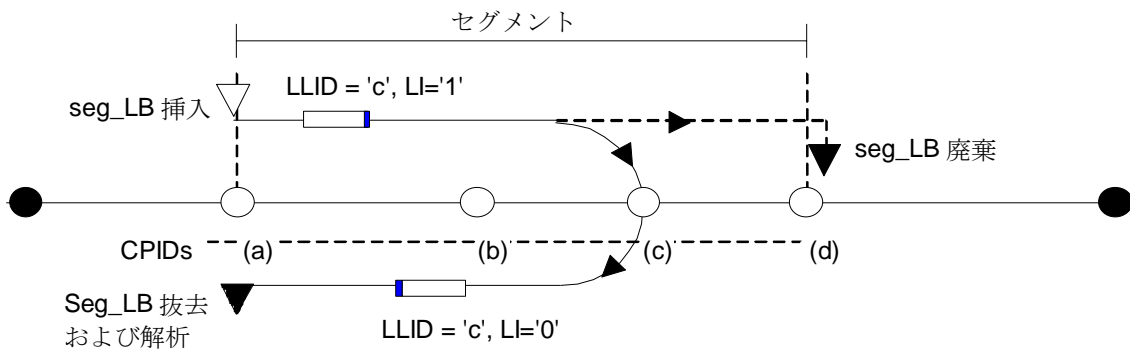 セグメント
LLID = 'c', LI='1'
seg_LB 挿入
seg_LB 廃棄
CPIDs
(a)
(b)
(c)
(d)
Seg_LB 抜去
および解析
LLID = 'c', LI='0'